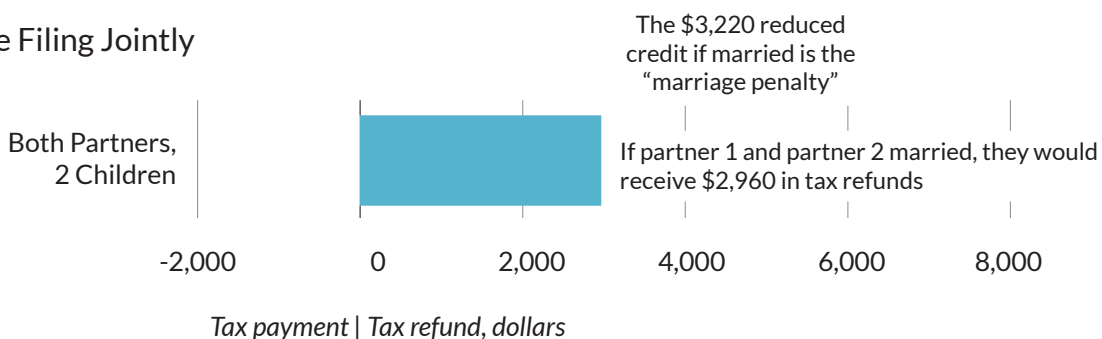 e Filing Jointly
The $3,220 reduced
credit if married is the
“marriage penalty”
Both Partners,
2 Children
If partner 1 and partner 2 married, they would
receive $2,960 in tax refunds
-2,000 0 2,000 4,000 6,000 8,000
Tax payment | Tax refund, dollars